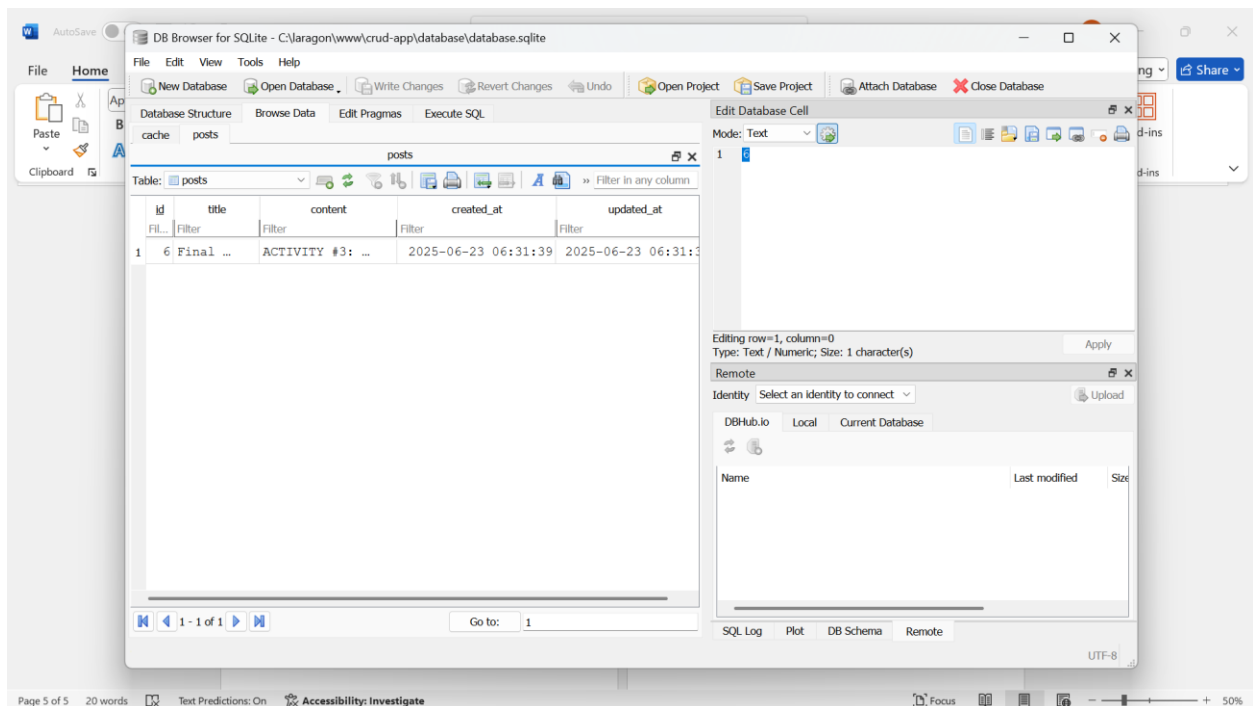 AutoSave
DB Browser for SQLite - C:\laragon\www\crud-app\database\database.sqlite
File Edit View Tools Help
File Home
New Database Open Database Write Changes Revert Changes Undo Open Project Save Project Attach Database Close Database
ng Share
Database Structure Browse Data Edit Pragmas Execute SQL
Edit Database Cell
cache posts
Mode: Text
Paste
B
A
Clipboard
d-ins
d-ins
posts
1 6
Table: posts
Filter in any column
id title content created_at updated_at
Fil... Filter Filter Filter Filter
1 6 Final … ACTIVITY #3: … 2025-06-23 06:31:39 2025-06-23 06:31:3
Editing row=1, column=0
Type: Text / Numeric; Size: 1 character(s)
Apply
Remote
Identity Select an identity to connect Upload
DBHub.io Local Current Database
Name Last modified Size
1 - 1 of 1 Go to: 1
SQL Log Plot DB Schema Remote
UTF-8
Page 5 of 5 20 words Text Predictions: On Accessibility: Investigate Focus 50%